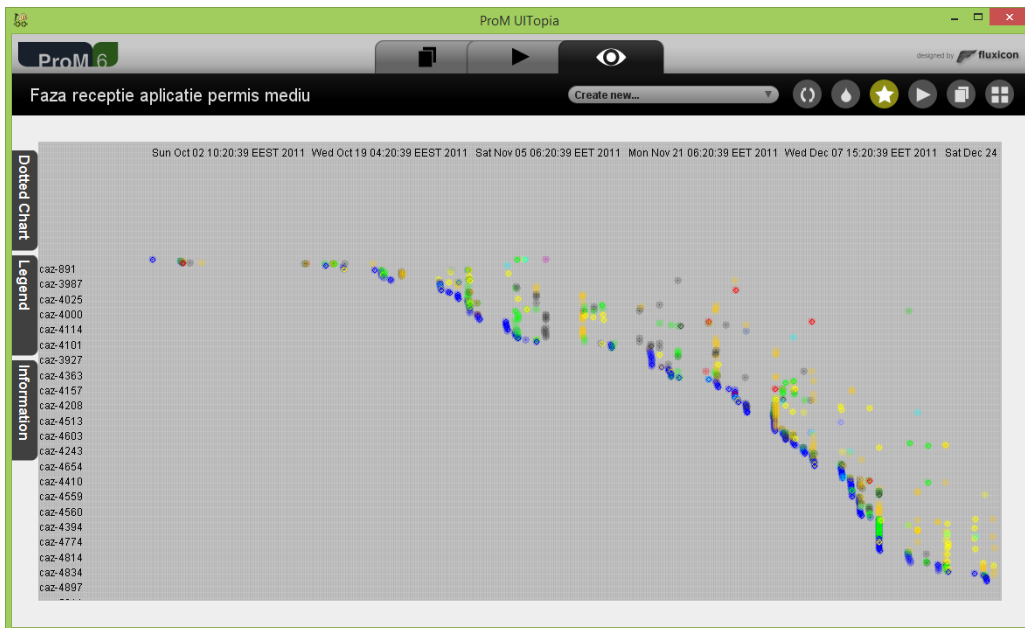 ProM UITopia
ProM 6
designed by fluxicon
Faza receptie aplicatie permis mediu
Create new...
Sun Oct 02 10:20:39 EEST 2011 Wed Oct 19 04:20:39 EEST 2011 Sat Nov 05 06:20:39 EET 2011 Mon Nov 21 06:20:39 EET 2011 Wed Dec 07 15:20:39 EET 2011 Sat Dec 24
Dotted Chart
Legend
Information
caz-891
caz-3987
caz-4025
caz-4000
caz-4114
caz-4101
caz-3927
caz-4363
caz-4157
caz-4208
caz-4513
caz-4603
caz-4243
caz-4654
caz-4410
caz-4559
caz-4560
caz-4394
caz-4774
caz-4814
caz-4834
caz-4897